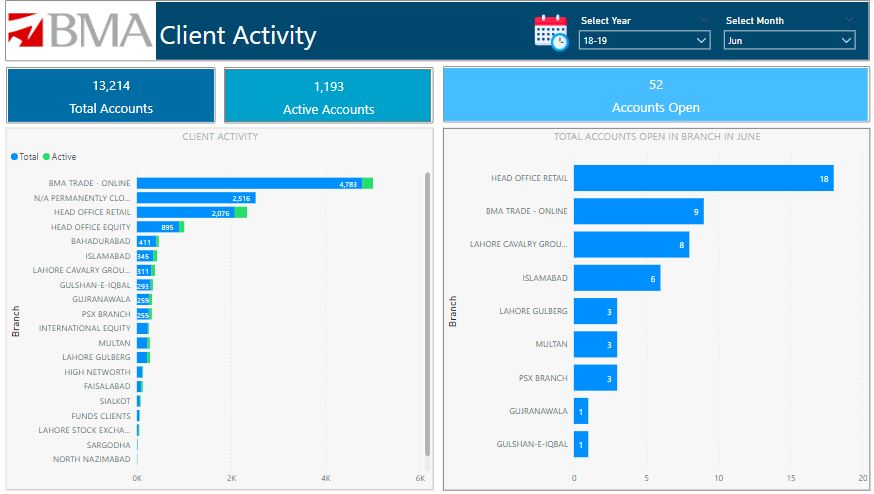 BMA
Client Activity
Select Year
18-19
Select Month
Jun
13,214
Total Accounts
1,193
Active Accounts
52
Accounts Open
CLIENT ACTIVITY
Total Active
Branch
BMA TRADE - ONLINE 4,783
N/A PERMANENTLY CLO... 2,516
HEAD OFFICE RETAIL 2,076
HEAD OFFICE EQUITY 895
BAHADURABAD 411
ISLAMABAD 345
LAHORE CAVALRY GROU... 311
GULSHAN-E-IQBAL 293
GUJRANAWALA 259
PSX BRANCH 255
INTERNATIONAL EQUITY
MULTAN
LAHORE GULBERG
HIGH NETWORTH
FAISALABAD
SIALKOT
FUNDS CLIENTS
LAHORE STOCK EXCHA...
SARGODHA
NORTH NAZIMABAD
0K 2K 4K 6K
TOTAL ACCOUNTS OPEN IN BRANCH IN JUNE
Branch
HEAD OFFICE RETAIL 18
BMA TRADE - ONLINE 9
LAHORE CAVALRY GROU... 8
ISLAMABAD 6
LAHORE GULBERG 3
MULTAN 3
PSX BRANCH 3
GUJRANAWALA 1
GULSHAN-E-IQBAL 1
0 5 10 15 20